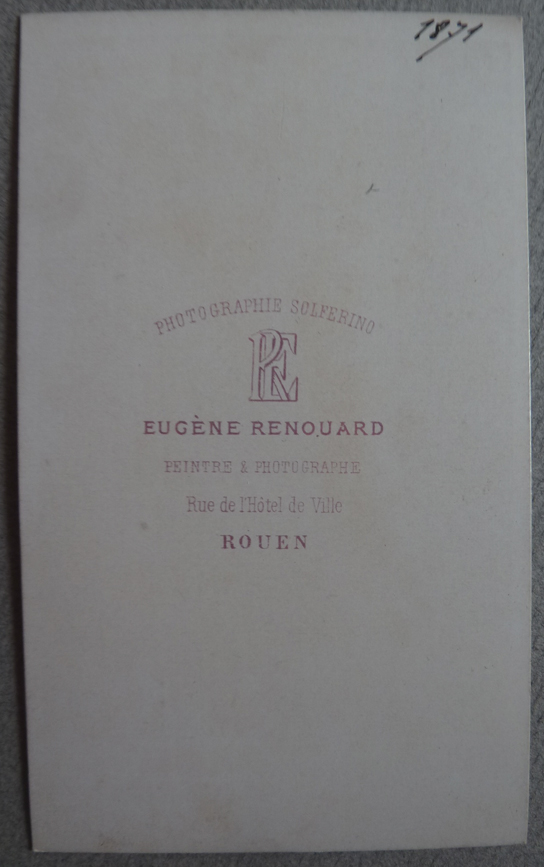 1871
PHOTOGRAPHIE SOLFERINO
ER
EUGÈNE RENOUARD
PEINTRE & PHOTOGRAPHE
Rue de l'Hôtel de Ville
ROUEN